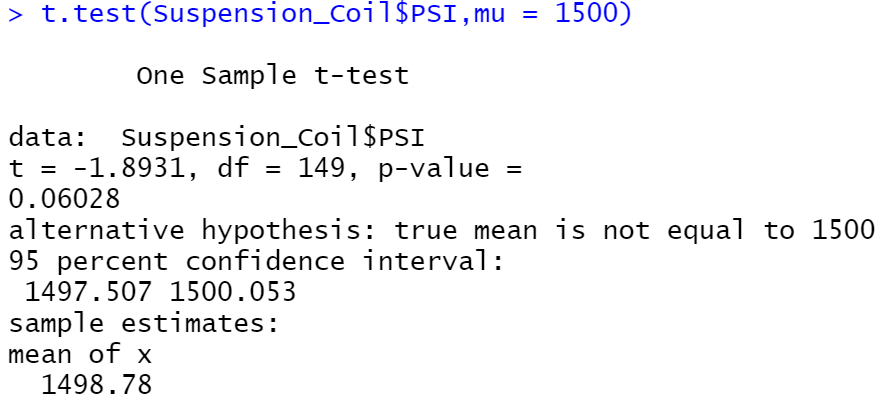 > t.test(Suspension_Coil$PSI,mu = 1500)
One Sample t-test
data:  Suspension_Coil$PSI
t = -1.8931, df = 149, p-value =
0.06028
alternative hypothesis: true mean is not equal to 1500
95 percent confidence interval:
1497.507 1500.053
sample estimates:
mean of x
1498.78